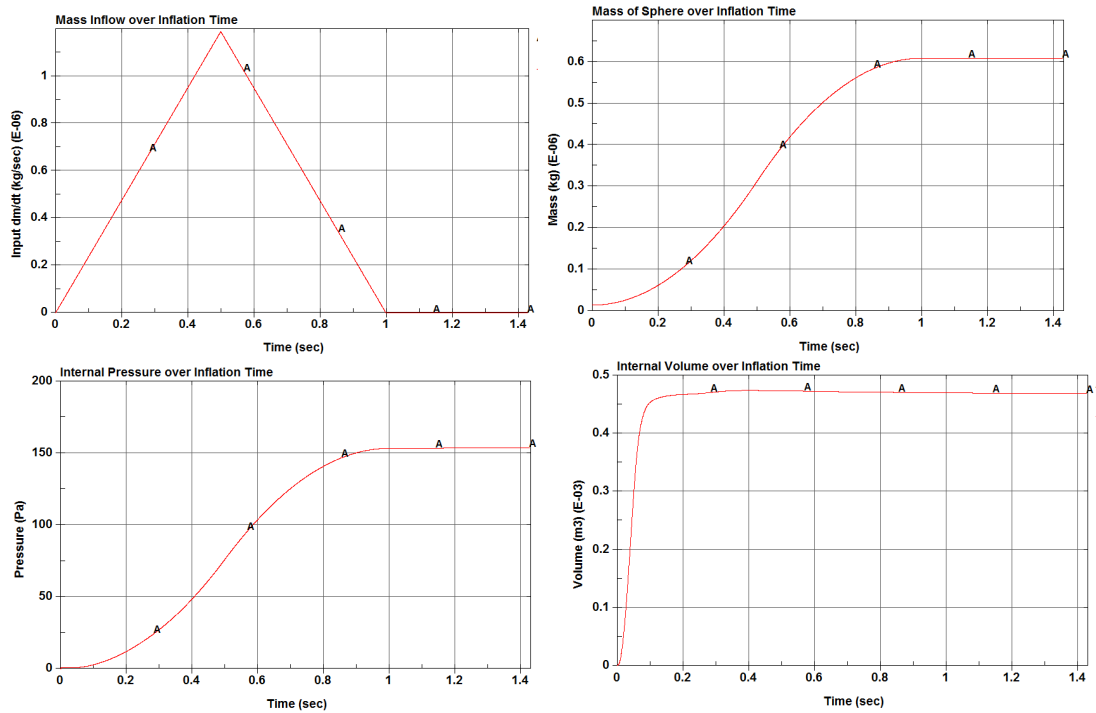 Mass Inflow over Inflation Time
Input dm/dt (kg/sec) (E-06)
1
0.8
0.6
0.4
0.2
0
A
A
A
A
A
0
0.2
0.4
0.6
0.8
1
1.2
1.4
Time (sec)
Mass of Sphere over Inflation Time
Mass (kg) (E-06)
0.6
0.5
0.4
0.3
0.2
0.1
0
A
A
A
A
A
0
0.2
0.4
0.6
0.8
1
1.2
1.4
Time (sec)
Internal Pressure over Inflation Time
Pressure (Pa)
200
150
100
50
0
A
A
A
A
A
0
0.2
0.4
0.6
0.8
1
1.2
1.4
Time (sec)
Internal Volume over Inflation Time
Volume (m3) (E-03)
0.5
0.4
0.3
0.2
0.1
0
A
A
A
A
A
0
0.2
0.4
0.6
0.8
1
1.2
1.4
Time (sec)